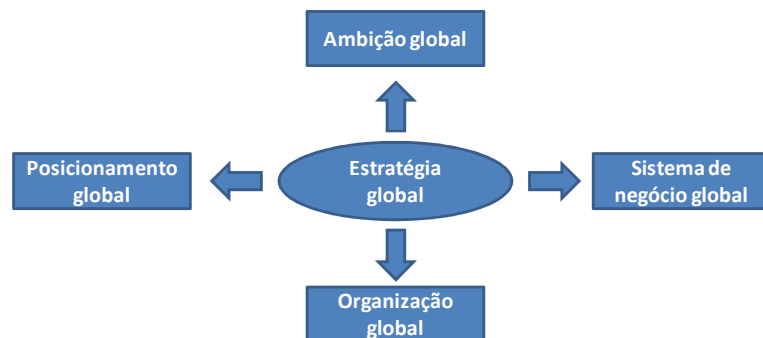 Ambição global
Posicionamento
global
Estratégia
global
Sistema de
negócio global
Organização
global